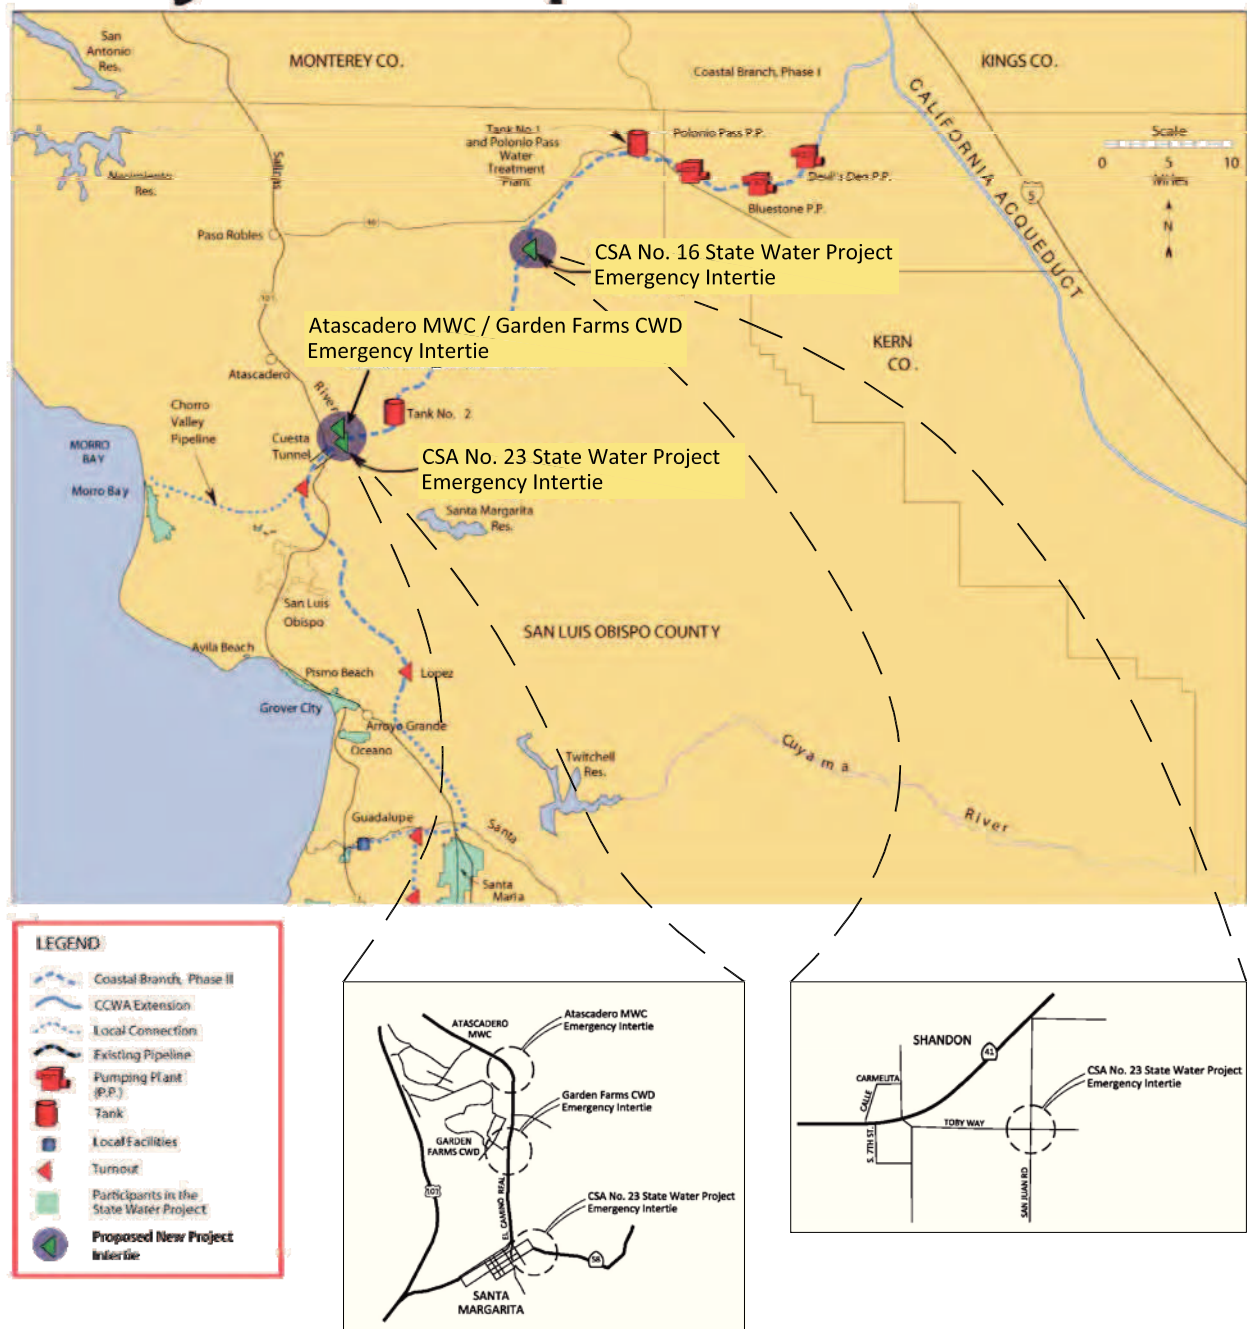 San
Antonio
Res.
MONTEREY CO.
KINGS CO.
Coastal Branch, Phase I
CALIFORNIA AQUEDUCT
Scale
0 5 10
Miles
N
5
Tank No 1
and Polonio Pass
Water
Treatment
Plant
Polonio Pass P.P.
Devil's Den P.P.
Bluestone P.P.
Nacimiento
Res.
Salinas
Paso Robles
46
CSA No. 16 State Water Project
Emergency Intertie
101
Atascadero MWC / Garden Farms CWD
Emergency Intertie
KERN
CO.
Atascadero
River
Chorro
Valley
Pipeline
Tank No. 2
Cuesta
Tunnel
MORRO
BAY
CSA No. 23 State Water Project
Emergency Intertie
Morro Bay
Santa Margarita
Res.
San Luis
Obispo
SAN LUIS OBISPO COUNTY
Avila Beach
Pismo Beach
Lopez
Grover City
Arroyo Grande
Oceano
Twitchell
Res.
Cuyama
River
Guadalupe
Santa
Santa
Maria
LEGEND
Coastal Branch, Phase II
CCWA Extension
Local Connection
Existing Pipeline
Pumping Plant
(P.P.)
Tank
Local Facilities
Turnout
Participants in the
State Water Project
Proposed New Project
Intertie
ATASCADERO
MWC
Atascadero MWC
Emergency Intertie
Garden Farms CWD
Emergency Intertie
GARDEN
FARMS CWD
101
EL CAMINO REAL
CSA No. 23 State Water Project
Emergency Intertie
56
SANTA
MARGARITA
SHANDON
41
CSA No. 23 State Water Project
Emergency Intertie
CARMELITA
CALLE
TOBY WAY
S. 7TH ST.
SAN JUAN RD